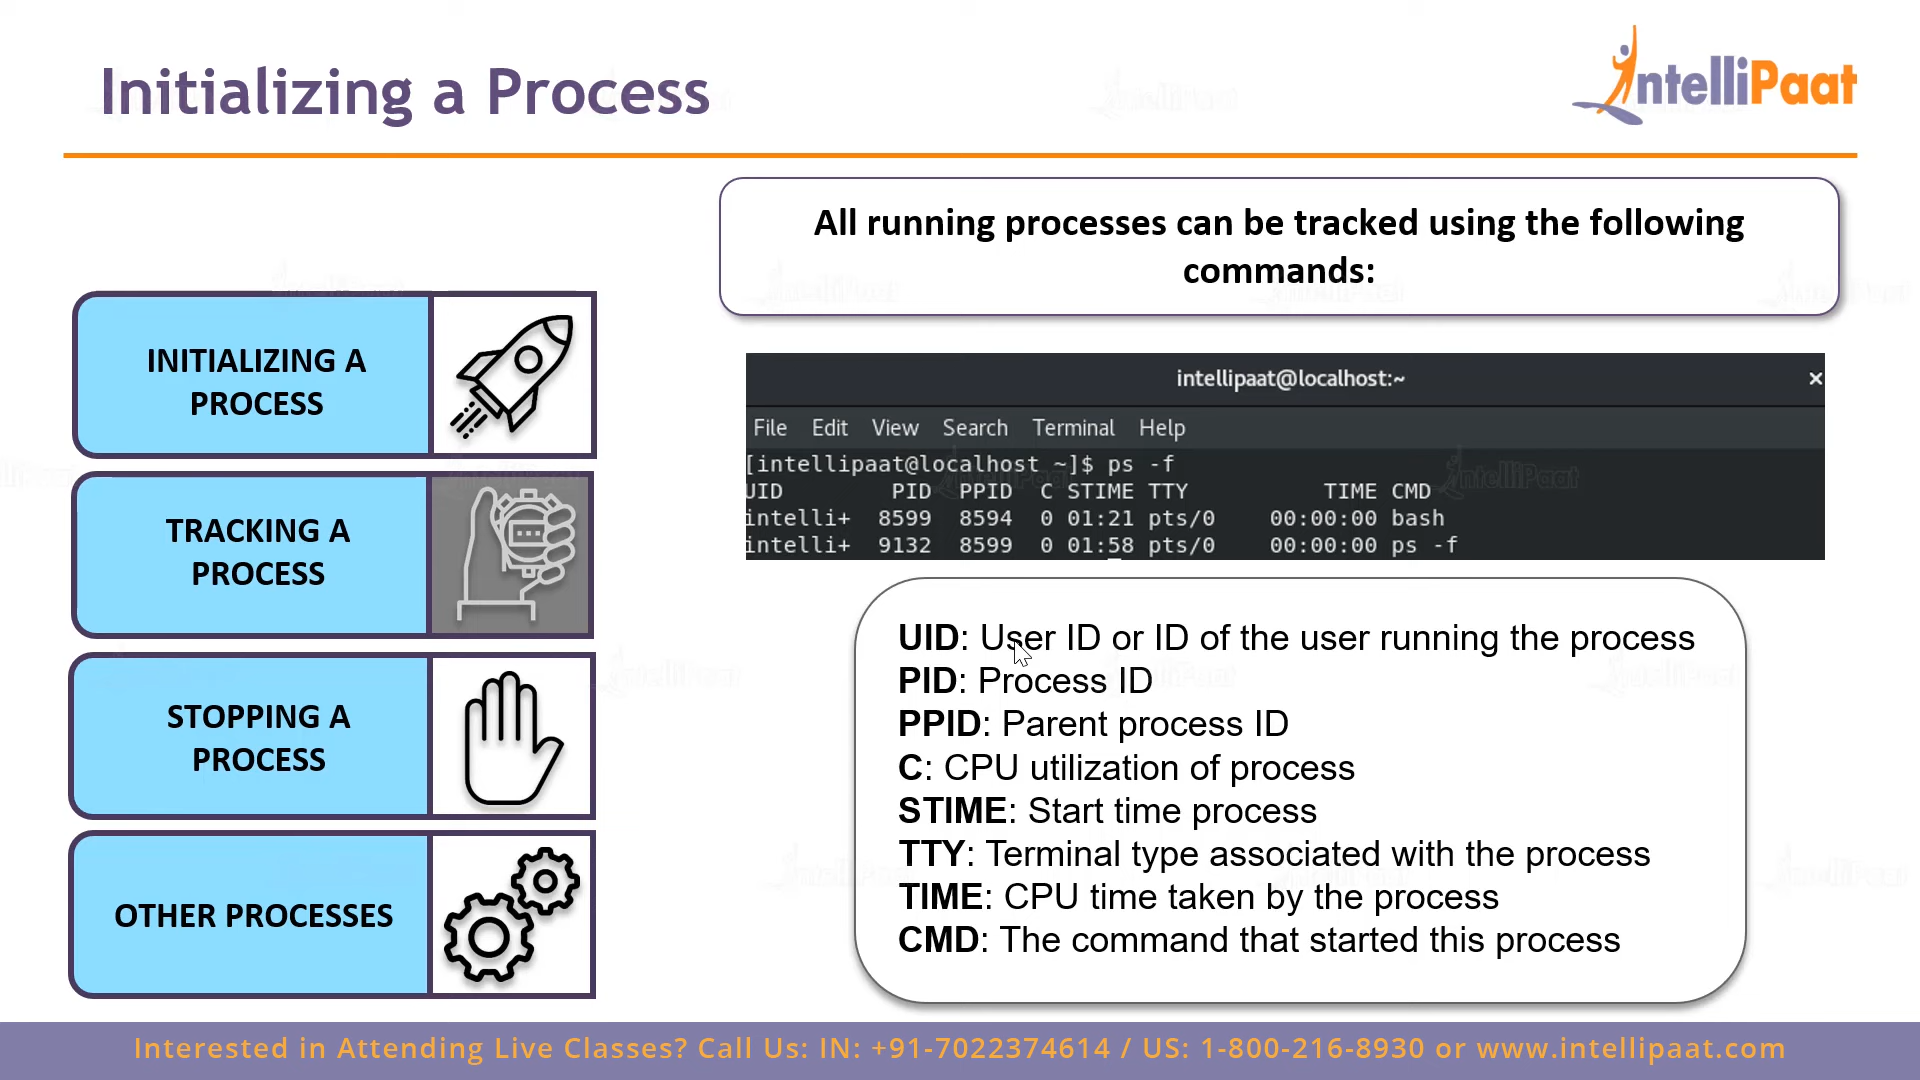 Initializing a Process
IntelliPaat
All running processes can be tracked using the following
commands:
INITIALIZING A
PROCESS
TRACKING A
PROCESS
STOPPING A
PROCESS
OTHER PROCESSES
intellipaat@localhost:~ ×
File Edit View Search Terminal Help
[intellipaat@localhost ~]$ ps -f
UID PID PPID C STIME TTY TIME CMD
intelli+ 8599 8594 0 01:21 pts/0 00:00:00 bash
intelli+ 9132 8599 0 01:58 pts/0 00:00:00 ps -f
UID: User ID or ID of the user running the process
PID: Process ID
PPID: Parent process ID
C: CPU utilization of process
STIME: Start time process
TTY: Terminal type associated with the process
TIME: CPU time taken by the process
CMD: The command that started this process
Interested in Attending Live Classes? Call Us: IN: +91-7022374614 / US: 1-800-216-8930 or www.intellipaat.com